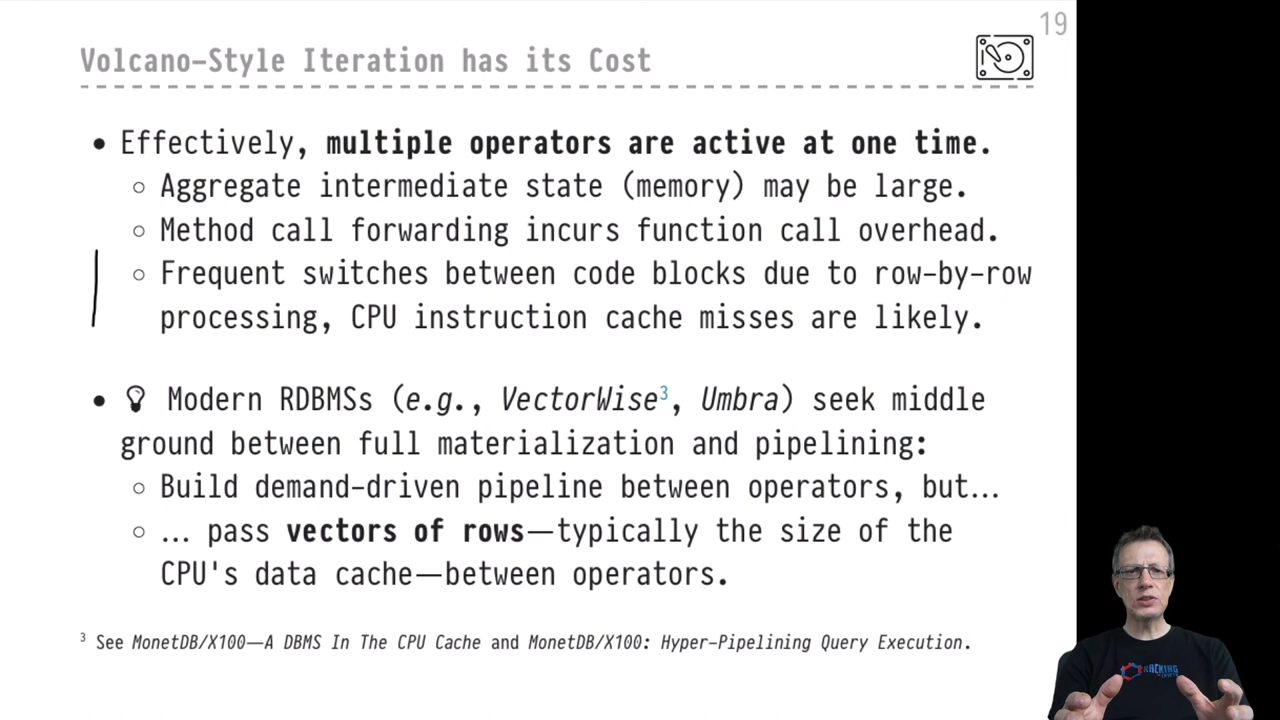 19
Volcano-Style Iteration has its Cost
• Effectively, multiple operators are active at one time.
○ Aggregate intermediate state (memory) may be large.
○ Method call forwarding incurs function call overhead.
○ Frequent switches between code blocks due to row-by-row
processing, CPU instruction cache misses are likely.
• Modern RDBMSs (e.g., VectorWise³, Umbra) seek middle
ground between full materialization and pipelining:
○ Build demand-driven pipeline between operators, but…
○ … pass vectors of rows—typically the size of the
CPU's data cache—between operators.
³ See MonetDB/X100—A DBMS In The CPU Cache and MonetDB/X100: Hyper-Pipelining Query Execution.